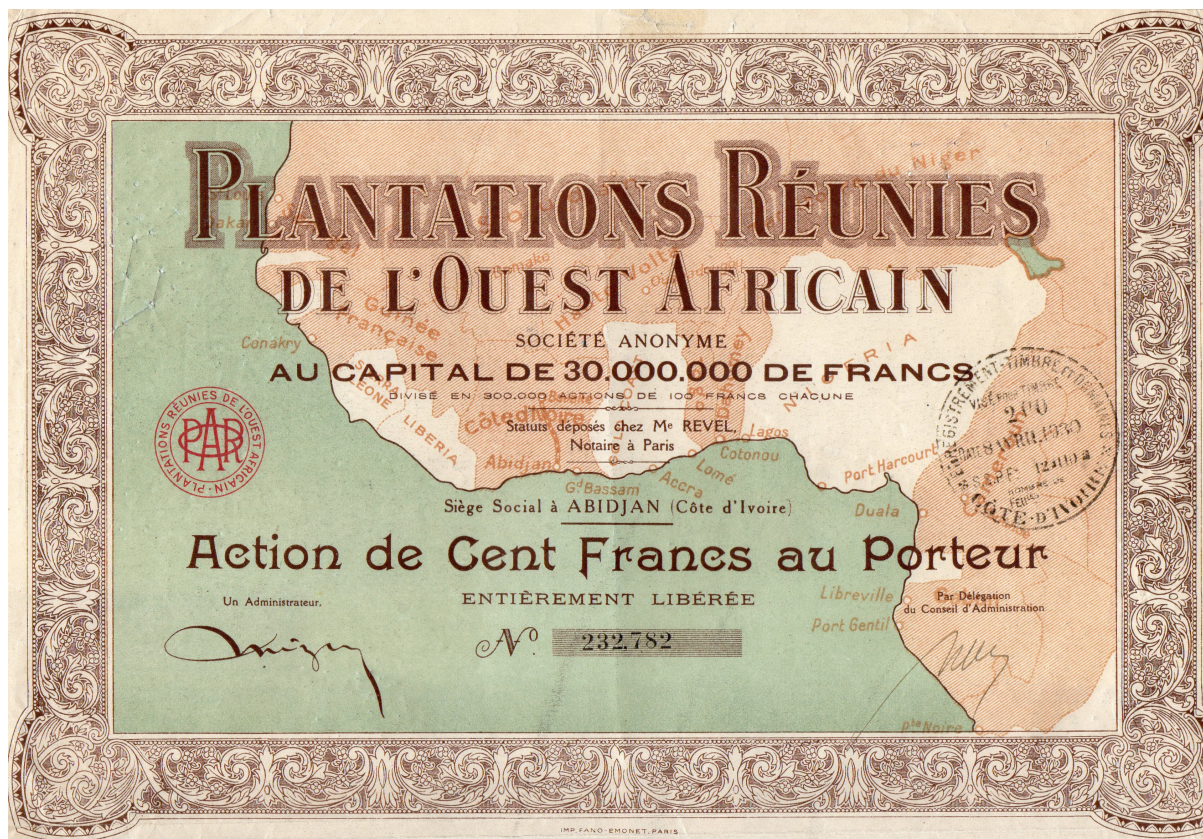 PLANTATIONS RÉUNIES
DE L'OUEST AFRICAIN
SOCIÉTÉ ANONYME
AU CAPITAL DE 30.000.000 DE FRANCS
DIVISÉ EN 300.000 ACTIONS DE 100 FRANCS CHACUNE
Statuts déposés chez Me REVEL,
Notaire à Paris
Siège Social à ABIDJAN (Côte d'Ivoire)
Action de Cent Francs au Porteur
ENTIÈREMENT LIBÉRÉE
Un Administrateur.
Par Délégation
du Conseil d'Administration
No. 232,782
PLANTATIONS RÉUNIES DE L'OUEST AFRICAIN
PAR
CÔTE-D'IVOIRE
Dakar
Niger
Haute Volta
Guinée
Française
Conakry
SIERRA
LEONE
LIBERIA
Côte d'Ivoire
Dahomey
NIGERIA
Abidjan
Gd Bassam
Accra
Lomé
Cotonou
Lagos
Port Harcourt
Duala
Libreville
Port Gentil
Pte Noire
IMP. FANO-EMONET, PARIS